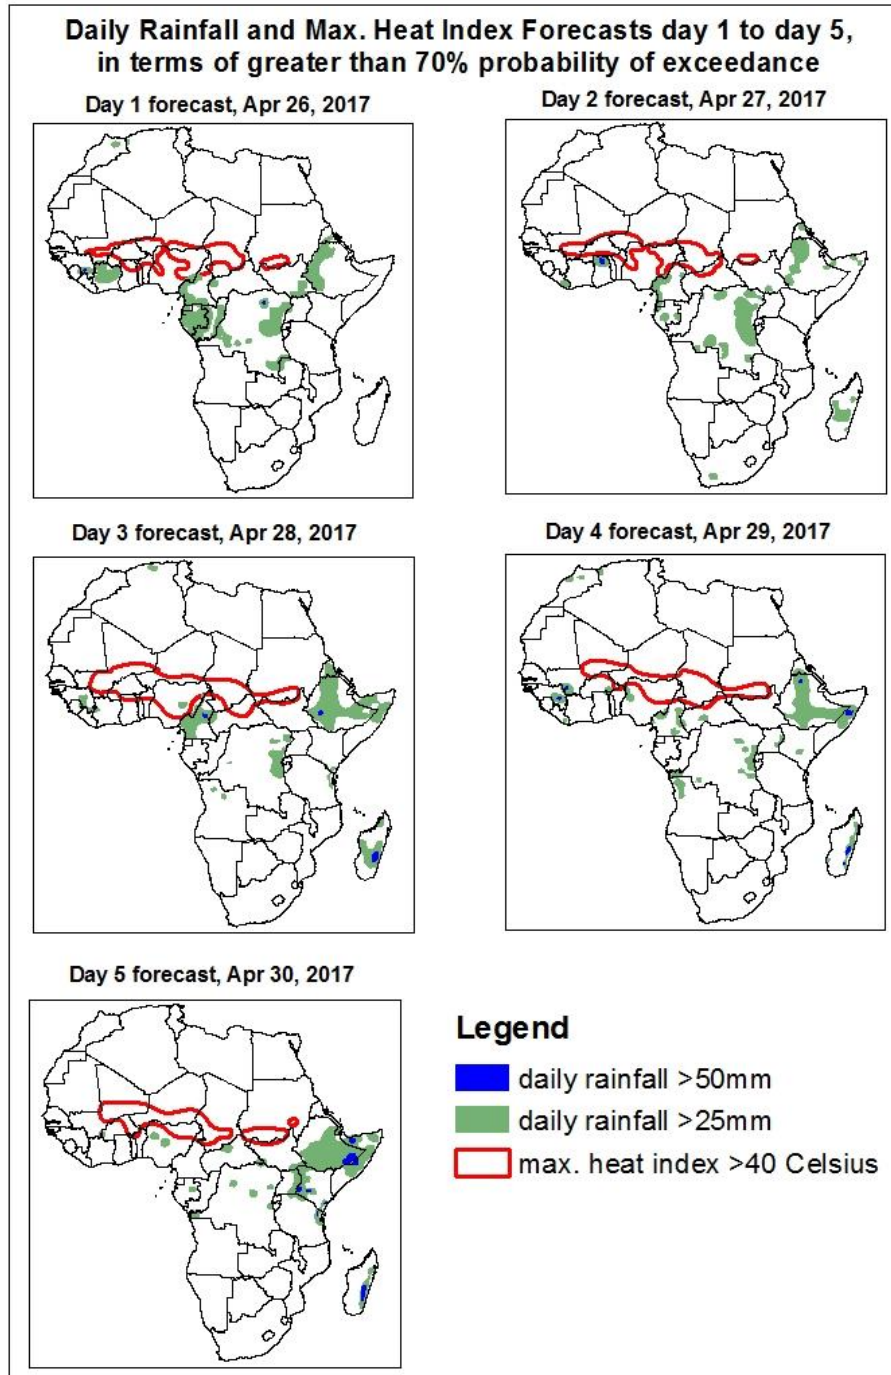 Daily Rainfall and Max. Heat Index Forecasts day 1 to day 5,
in terms of greater than 70% probability of exceedance
Day 1 forecast, Apr 26, 2017
Day 2 forecast, Apr 27, 2017
Day 3 forecast, Apr 28, 2017
Day 4 forecast, Apr 29, 2017
Day 5 forecast, Apr 30, 2017
Legend
daily rainfall >50mm
daily rainfall >25mm
max. heat index >40 Celsius